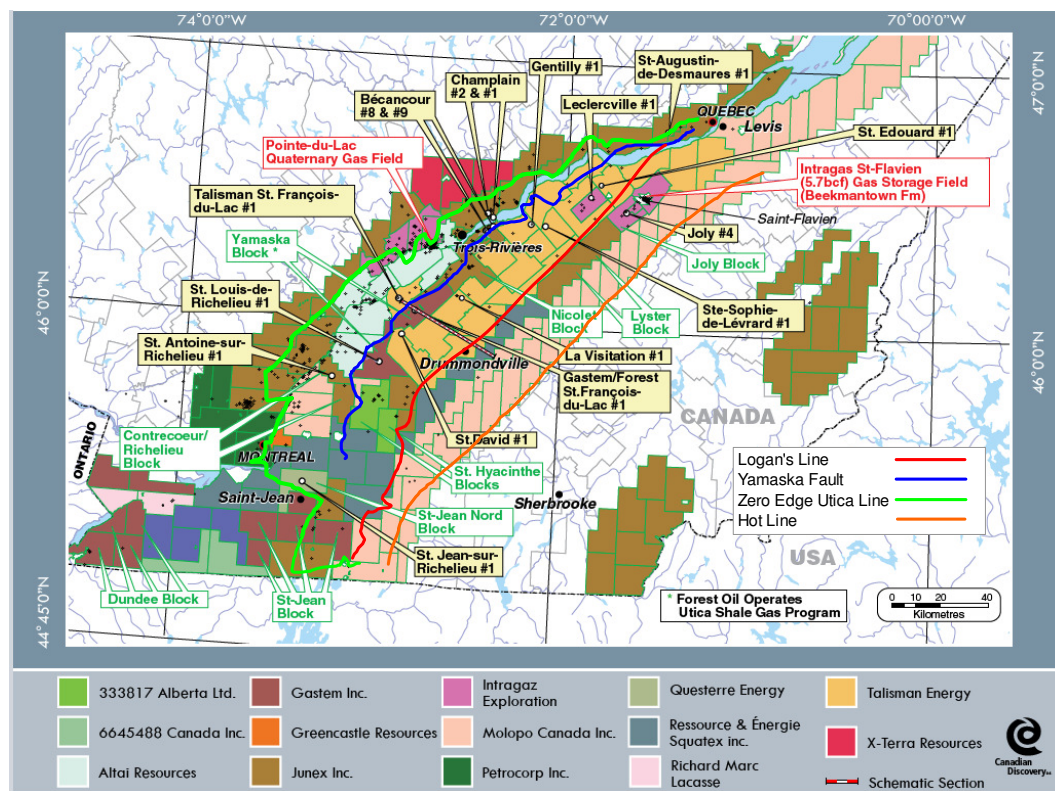 74°0'0"W
72°0'0"W
70°00'0"W
47°0'0"N
46°0'0"N
46°0'0"N
44°45'0"N
Gentilly #1
St-Augustin-
de-Desmaures #1
Champlain
#2 & #1
Bécancour
#8 & #9
Leclercville #1
QUEBEC
Levis
St. Edouard #1
Pointe-du-Lac
Quaternary Gas Field
Intragas St-Flavien
(5.7bcf) Gas Storage Field
(Beekmantown Fm)
Talisman St. François-
du-Lac #1
Saint-Flavien
Joly #4
Yamaska
Block *
Trois-Rivières
Joly Block
St. Louis-de-
Richelieu #1
Nicolet
Block
Lyster
Block
Ste-Sophie-
de-Lévrard #1
St. Antoine-sur-
Richelieu #1
La Visitation #1
Drummondville
Gastem/Forest
St.François-
du-Lac #1
CANADA
ONTARIO
Contrecoeur/
Richelieu
Block
St.David #1
MONTREAL
St. Hyacinthe
Blocks
Logan's Line
Yamaska Fault
Zero Edge Utica Line
Hot Line
Saint-Jean
Sherbrooke
St-Jean Nord
Block
USA
St. Jean-sur-
Richelieu #1
Dundee Block
St-Jean
Block
* Forest Oil Operates
Utica Shale Gas Program
0 10 20 40
Kilometres
333817 Alberta Ltd.
Gastem Inc.
Intragaz
Exploration
Questerre Energy
Talisman Energy
6645488 Canada Inc.
Greencastle Resources
Molopo Canada Inc.
Ressource & Énergie
Squatex inc.
X-Terra Resources
Altai Resources
Junex Inc.
Petrocorp Inc.
Richard Marc
Lacasse
Schematic Section
Canadian
Discovery